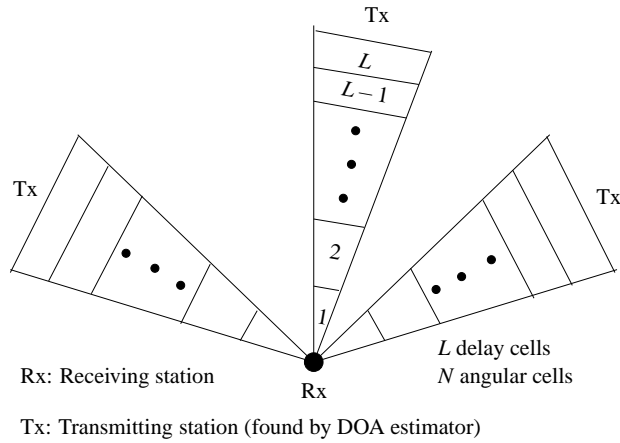 Tx
L
L−1
Tx
Tx
2
1
L delay cells
N angular cells
Rx: Receiving station
Rx
Tx: Transmitting station (found by DOA estimator)